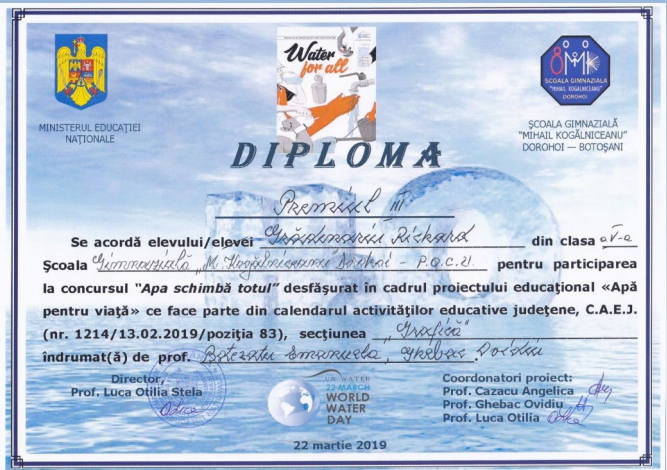 Water
for all
MINISTERUL EDUCAȚIEI
NAȚIONALE
ȘCOALA GIMNAZIALA
"MIHAIL KOGĂLNICEANU"
DOROHOI
ȘCOALA GIMNAZIALĂ
"MIHAIL KOGĂLNICEANU"
DOROHOI — BOTOȘANI
DIPLOMA
Premiul III
Se acordă elevului/elevei Grădinariu Richard din clasa a V-a
Școala Gimnazială „M. Kogălniceanu" Dorohoi - P.Q.C.U. pentru participarea
la concursul "Apa schimbă totul" desfășurat în cadrul proiectului educațional «Apă
pentru viață» ce face parte din calendarul activităților educative județene, C.A.E.J.
(nr. 1214/13.02.2019/poziția 83), secțiunea „Grafică"
îndrumat(ă) de prof. Botezatu Emanuela, Ghebac Ovidiu
Director,
Prof. Luca Otilia Stela
UN WATER
22 MARCH
WORLD
WATER
DAY
Coordonatori proiect:
Prof. Cazacu Angelica
Prof. Ghebac Ovidiu
Prof. Luca Otilia
22 martie 2019